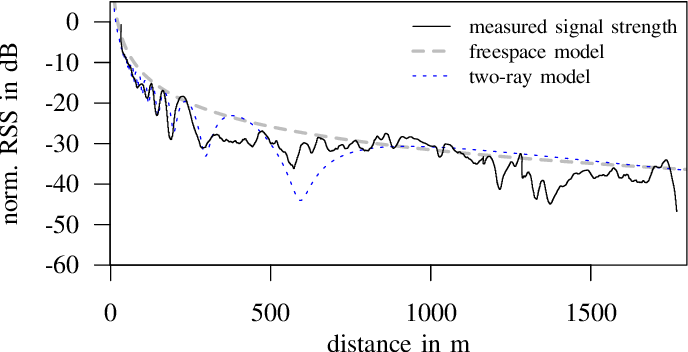 measured signal strength
freespace model
two-ray model
norm. RSS in dB
0
-10
-20
-30
-40
-50
-60
0 500 1000 1500
distance in m